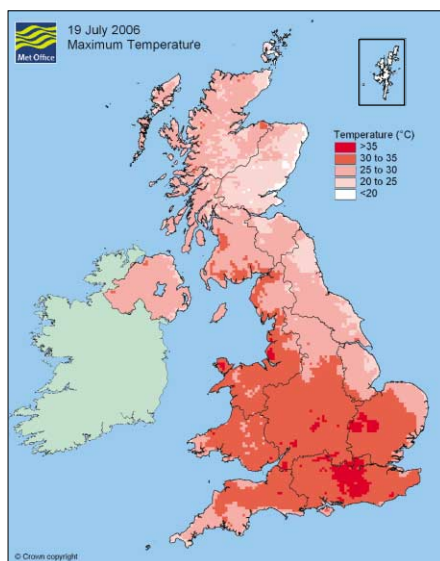 19 July 2006
Maximum Temperature
Met Office
Temperature (°C)
>35
30 to 35
25 to 30
20 to 25
<20
© Crown copyright